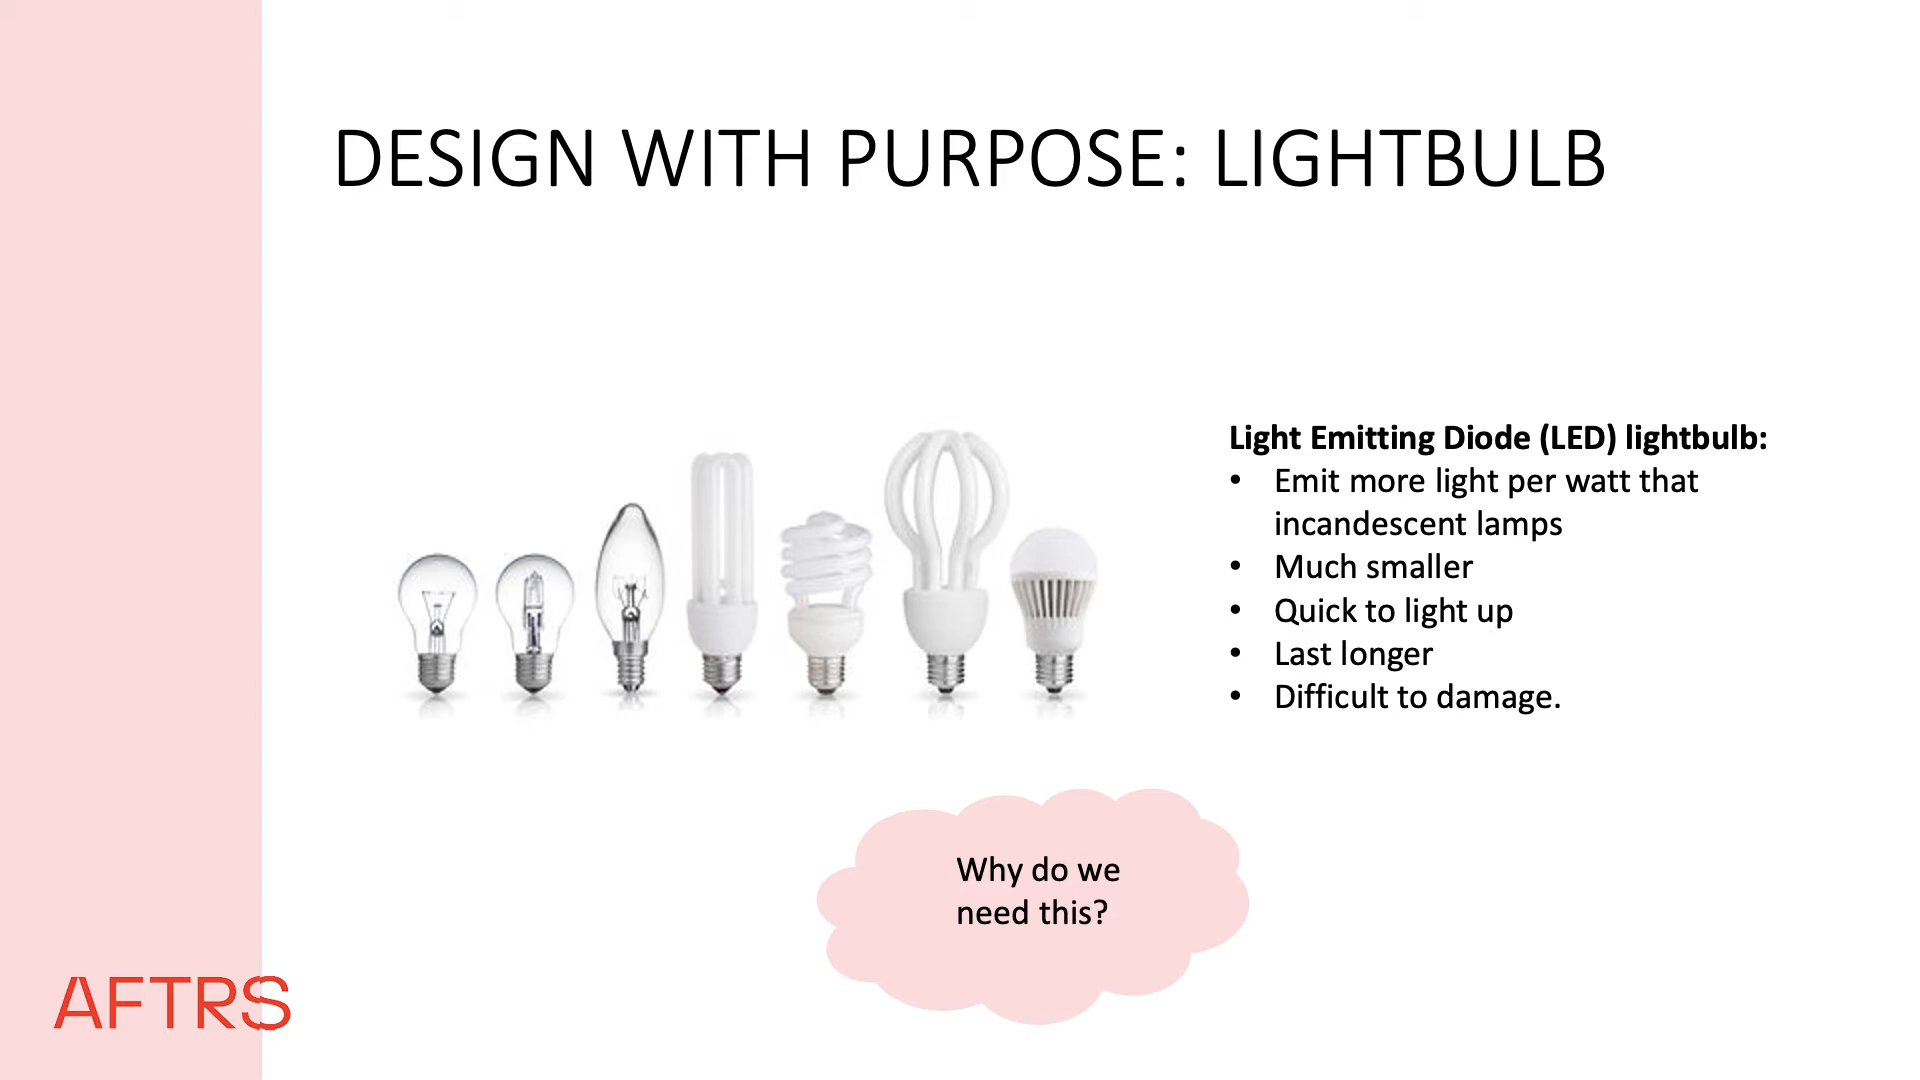 DESIGN WITH PURPOSE: LIGHTBULB
Light Emitting Diode (LED) lightbulb:
• Emit more light per watt that
incandescent lamps
• Much smaller
• Quick to light up
• Last longer
• Difficult to damage.
Why do we
need this?
AFTRS